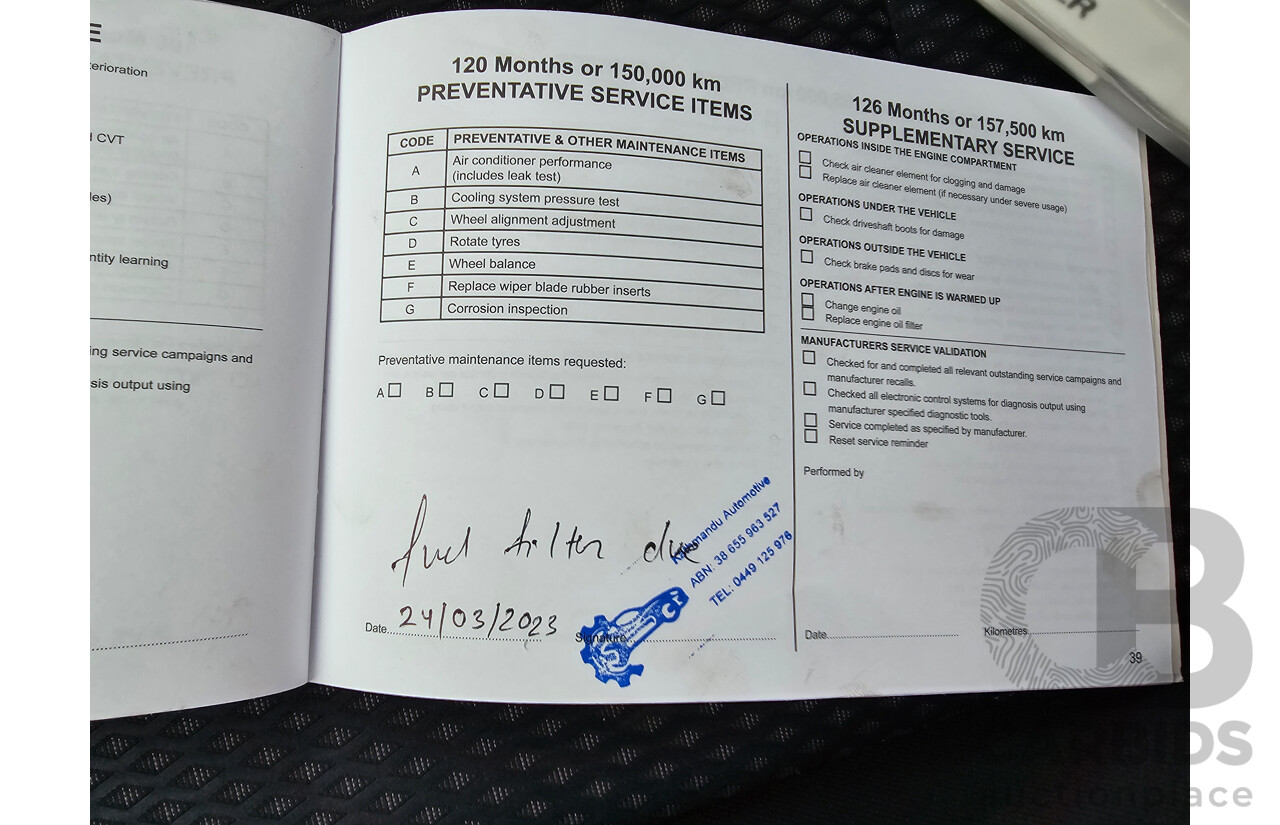 E
erioration
d CVT
les)
ntity learning
ing service campaigns and
sis output using
120 Months or 150,000 km
PREVENTATIVE SERVICE ITEMS
CODE PREVENTATIVE & OTHER MAINTENANCE ITEMS
A Air conditioner performance
(includes leak test)
B Cooling system pressure test
C Wheel alignment adjustment
D Rotate tyres
E Wheel balance
F Replace wiper blade rubber inserts
G Corrosion inspection
Preventative maintenance items requested:
A B C D E F G
fuel filter due
Date 24/03/2023 Signature
Kathmandu Automotive
ABN: 38 655 963 527
TEL: 0449 125 976
126 Months or 157,500 km
SUPPLEMENTARY SERVICE
OPERATIONS INSIDE THE ENGINE COMPARTMENT
Check air cleaner element for clogging and damage
Replace air cleaner element (if necessary under severe usage)
OPERATIONS UNDER THE VEHICLE
Check driveshaft boots for damage
OPERATIONS OUTSIDE THE VEHICLE
Check brake pads and discs for wear
OPERATIONS AFTER ENGINE IS WARMED UP
Change engine oil
Replace engine oil filter
MANUFACTURERS SERVICE VALIDATION
Checked for and completed all relevant outstanding service campaigns and
manufacturer recalls.
Checked all electronic control systems for diagnosis output using
manufacturer specified diagnostic tools.
Service completed as specified by manufacturer.
Reset service reminder
Performed by
Date Kilometres
39
ER